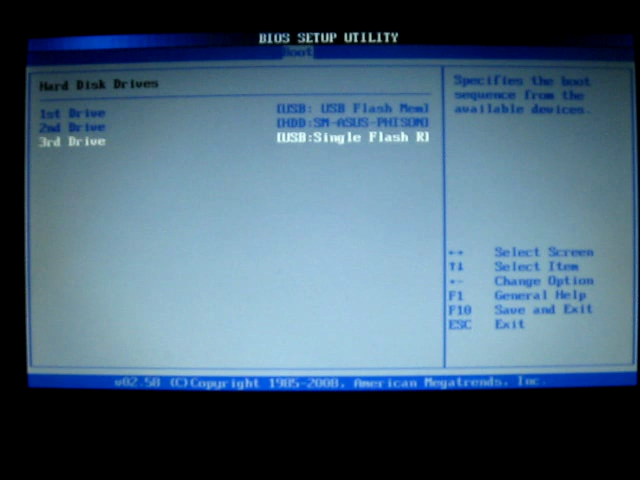 BIOS SETUP UTILITY
Boot
Hard Disk Drives
1st Drive [USB: USB Flash Mem]
2nd Drive [HDD:SM-ASUS-PHISON]
3rd Drive [USB:Single Flash R]
Specifies the boot
sequence from the
available devices.
←→ Select Screen
↑↓ Select Item
+- Change Option
F1 General Help
F10 Save and Exit
ESC Exit
v02.58 (C)Copyright 1985-2008, American Megatrends, Inc.